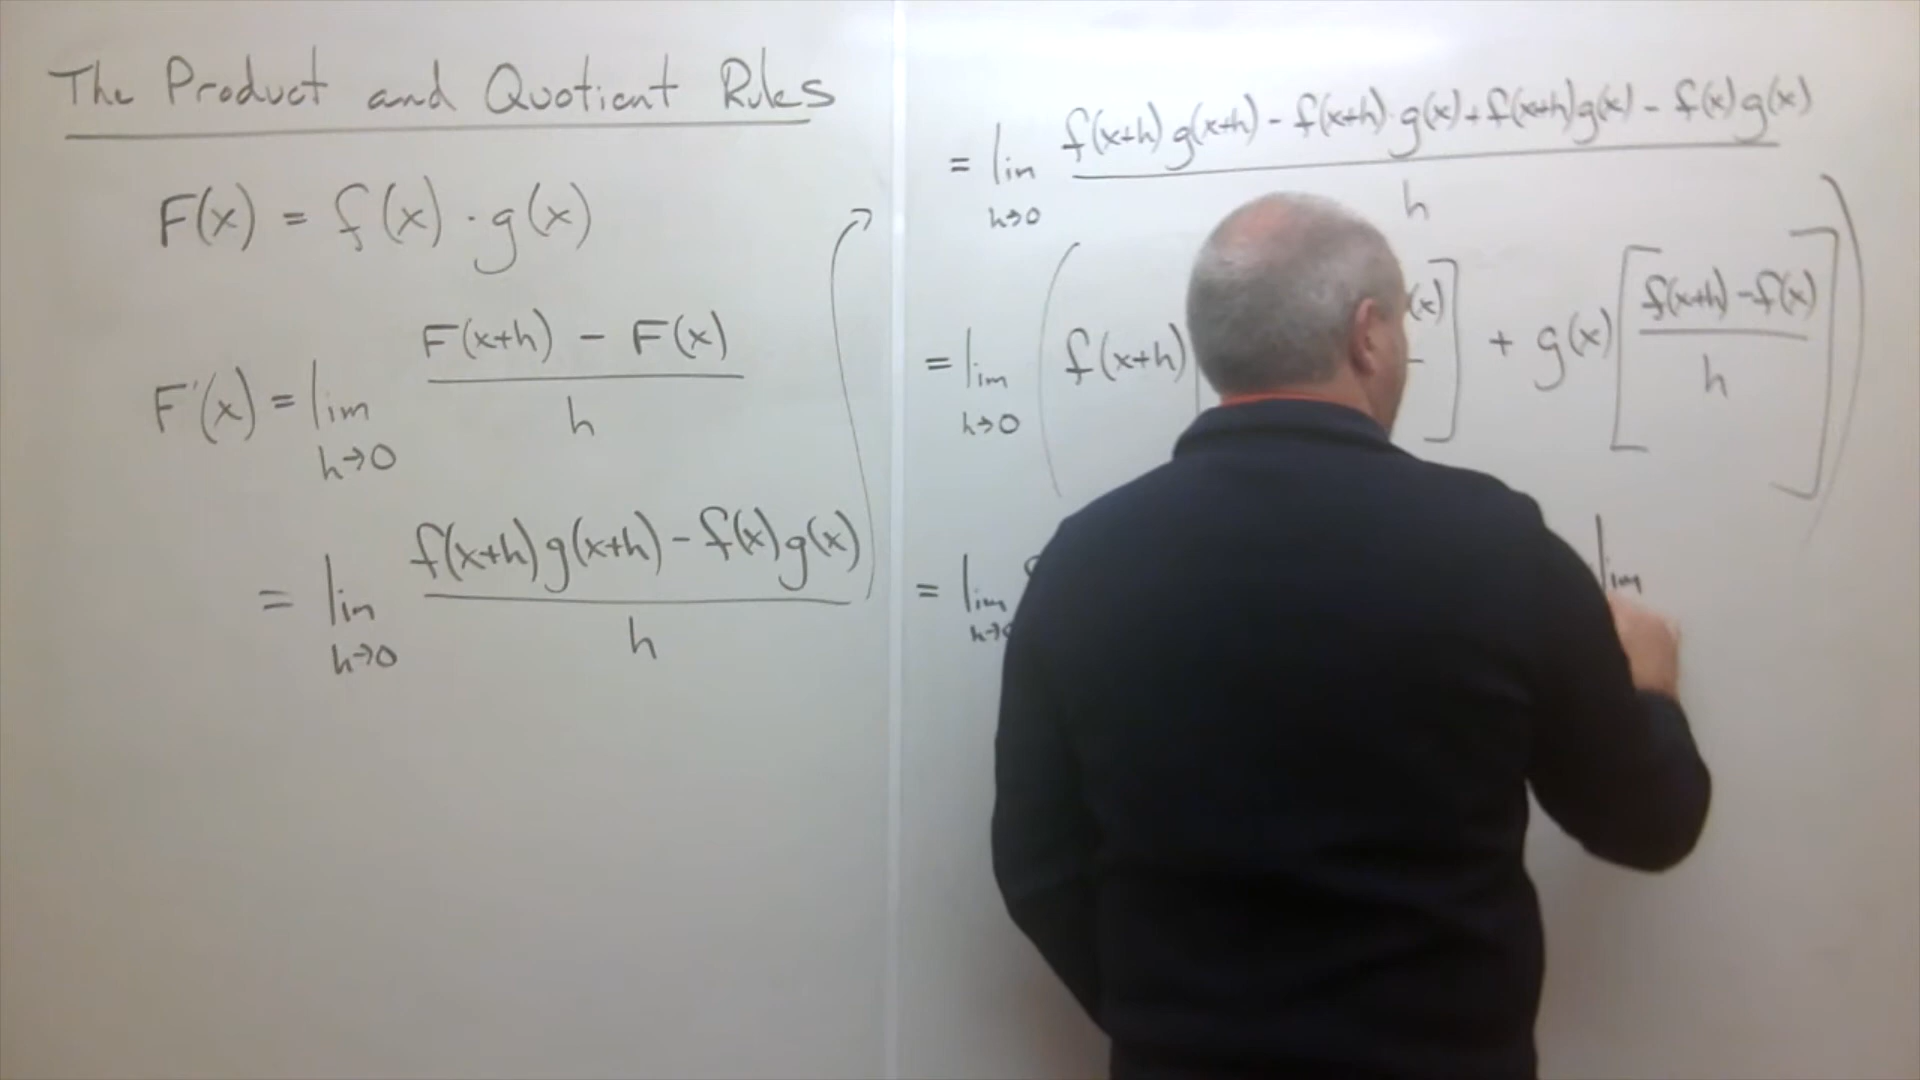 The Product and Quotient Rules
F(x) = f(x) · g(x)
F'(x) = lim h→0 F(x+h) - F(x) / h
= lim h→0 f(x+h)g(x+h) - f(x)g(x) / h
= lim h→0 f(x+h)g(x+h) - f(x+h)·g(x) + f(x+h)g(x) - f(x)g(x) / h
= lim h→0 ( f(x+h) (x) ] + g(x) [ f(x+h) - f(x) / h ] )
= lim h→0 lim